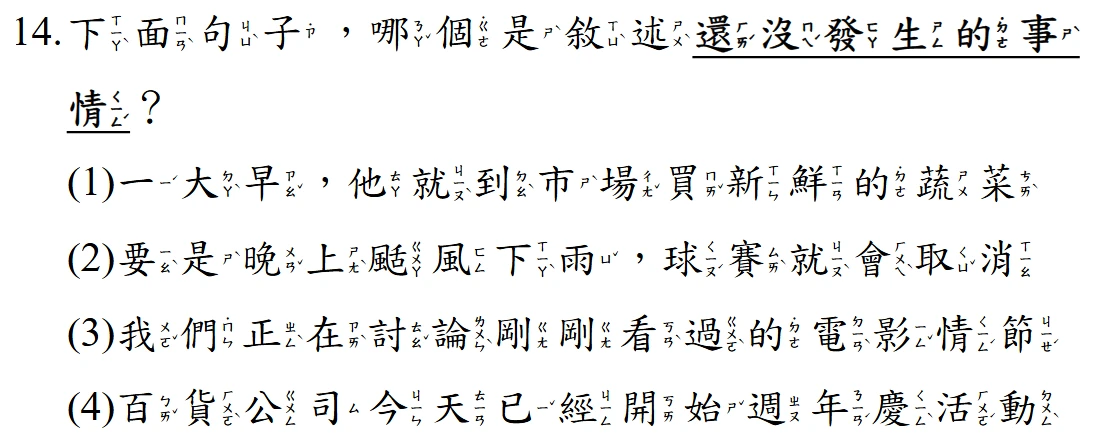 14.下面句子，哪個是敘述還沒發生的事
情？
(1)一大早，他就到市場買新鮮的蔬菜
(2)要是晚上颳風下雨，球賽就會取消
(3)我們正在討論剛剛看過的電影情節
(4)百貨公司今天已經開始週年慶活動